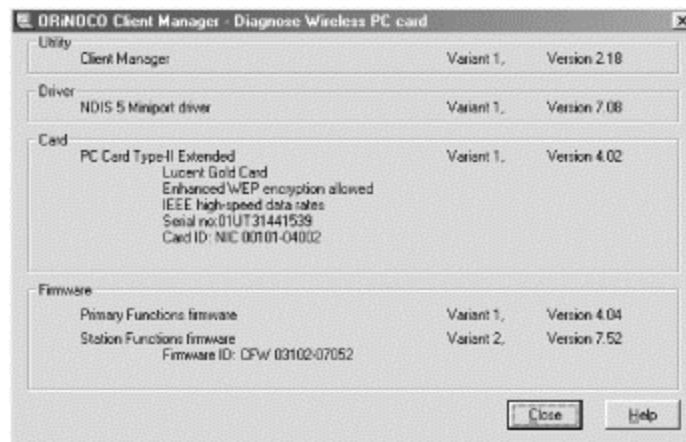 ORiNOCO Client Manager - Diagnose Wireless PC card
Utility
Client Manager Variant 1, Version 2.18
Driver
NDIS 5 Miniport driver Variant 1, Version 7.08
Card
PC Card Type-II Extended Variant 1, Version 4.02
Lucent Gold Card
Enhanced WEP encryption allowed
IEEE high-speed data rates
Serial no:01UT31441539
Card ID: NIC 00101-04002
Firmware
Primary Functions firmware Variant 1, Version 4.04
Station Functions firmware Variant 2, Version 7.52
Firmware ID: CFW 03102-07052
Close Help